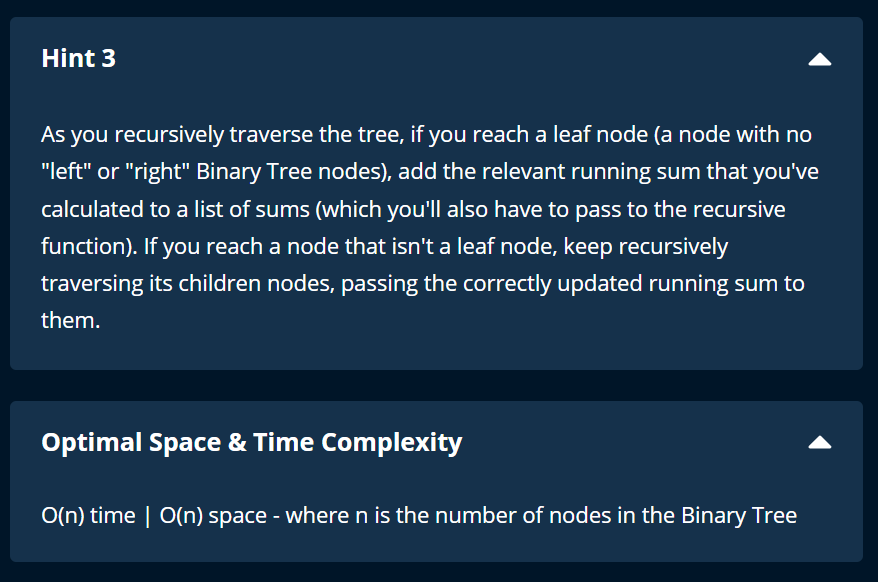 Hint 3
As you recursively traverse the tree, if you reach a leaf node (a node with no
"left" or "right" Binary Tree nodes), add the relevant running sum that you've
calculated to a list of sums (which you'll also have to pass to the recursive
function). If you reach a node that isn't a leaf node, keep recursively
traversing its children nodes, passing the correctly updated running sum to
them.
Optimal Space & Time Complexity
O(n) time | O(n) space - where n is the number of nodes in the Binary Tree